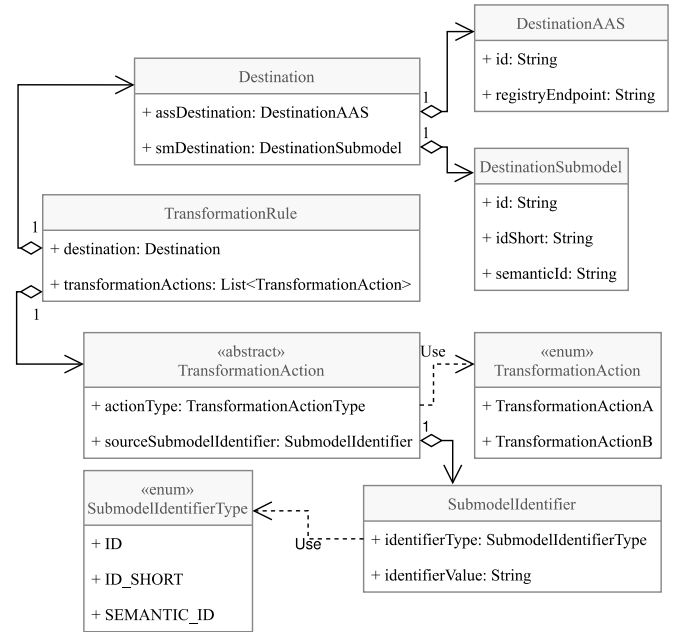 DestinationAAS
+ id: String
+ registryEndpoint: String
Destination
+ assDestination: DestinationAAS
+ smDestination: DestinationSubmodel
1
1
DestinationSubmodel
+ id: String
+ idShort: String
+ semanticId: String
TransformationRule
+ destination: Destination
+ transformationActions: List<TransformationAction>
1
1
«abstract»
TransformationAction
+ actionType: TransformationActionType
+ sourceSubmodelIdentifier: SubmodelIdentifier
Use
1
«enum»
TransformationAction
+ TransformationActionA
+ TransformationActionB
«enum»
SubmodelIdentifierType
+ ID
+ ID_SHORT
+ SEMANTIC_ID
Use
SubmodelIdentifier
+ identifierType: SubmodelIdentifierType
+ identifierValue: String